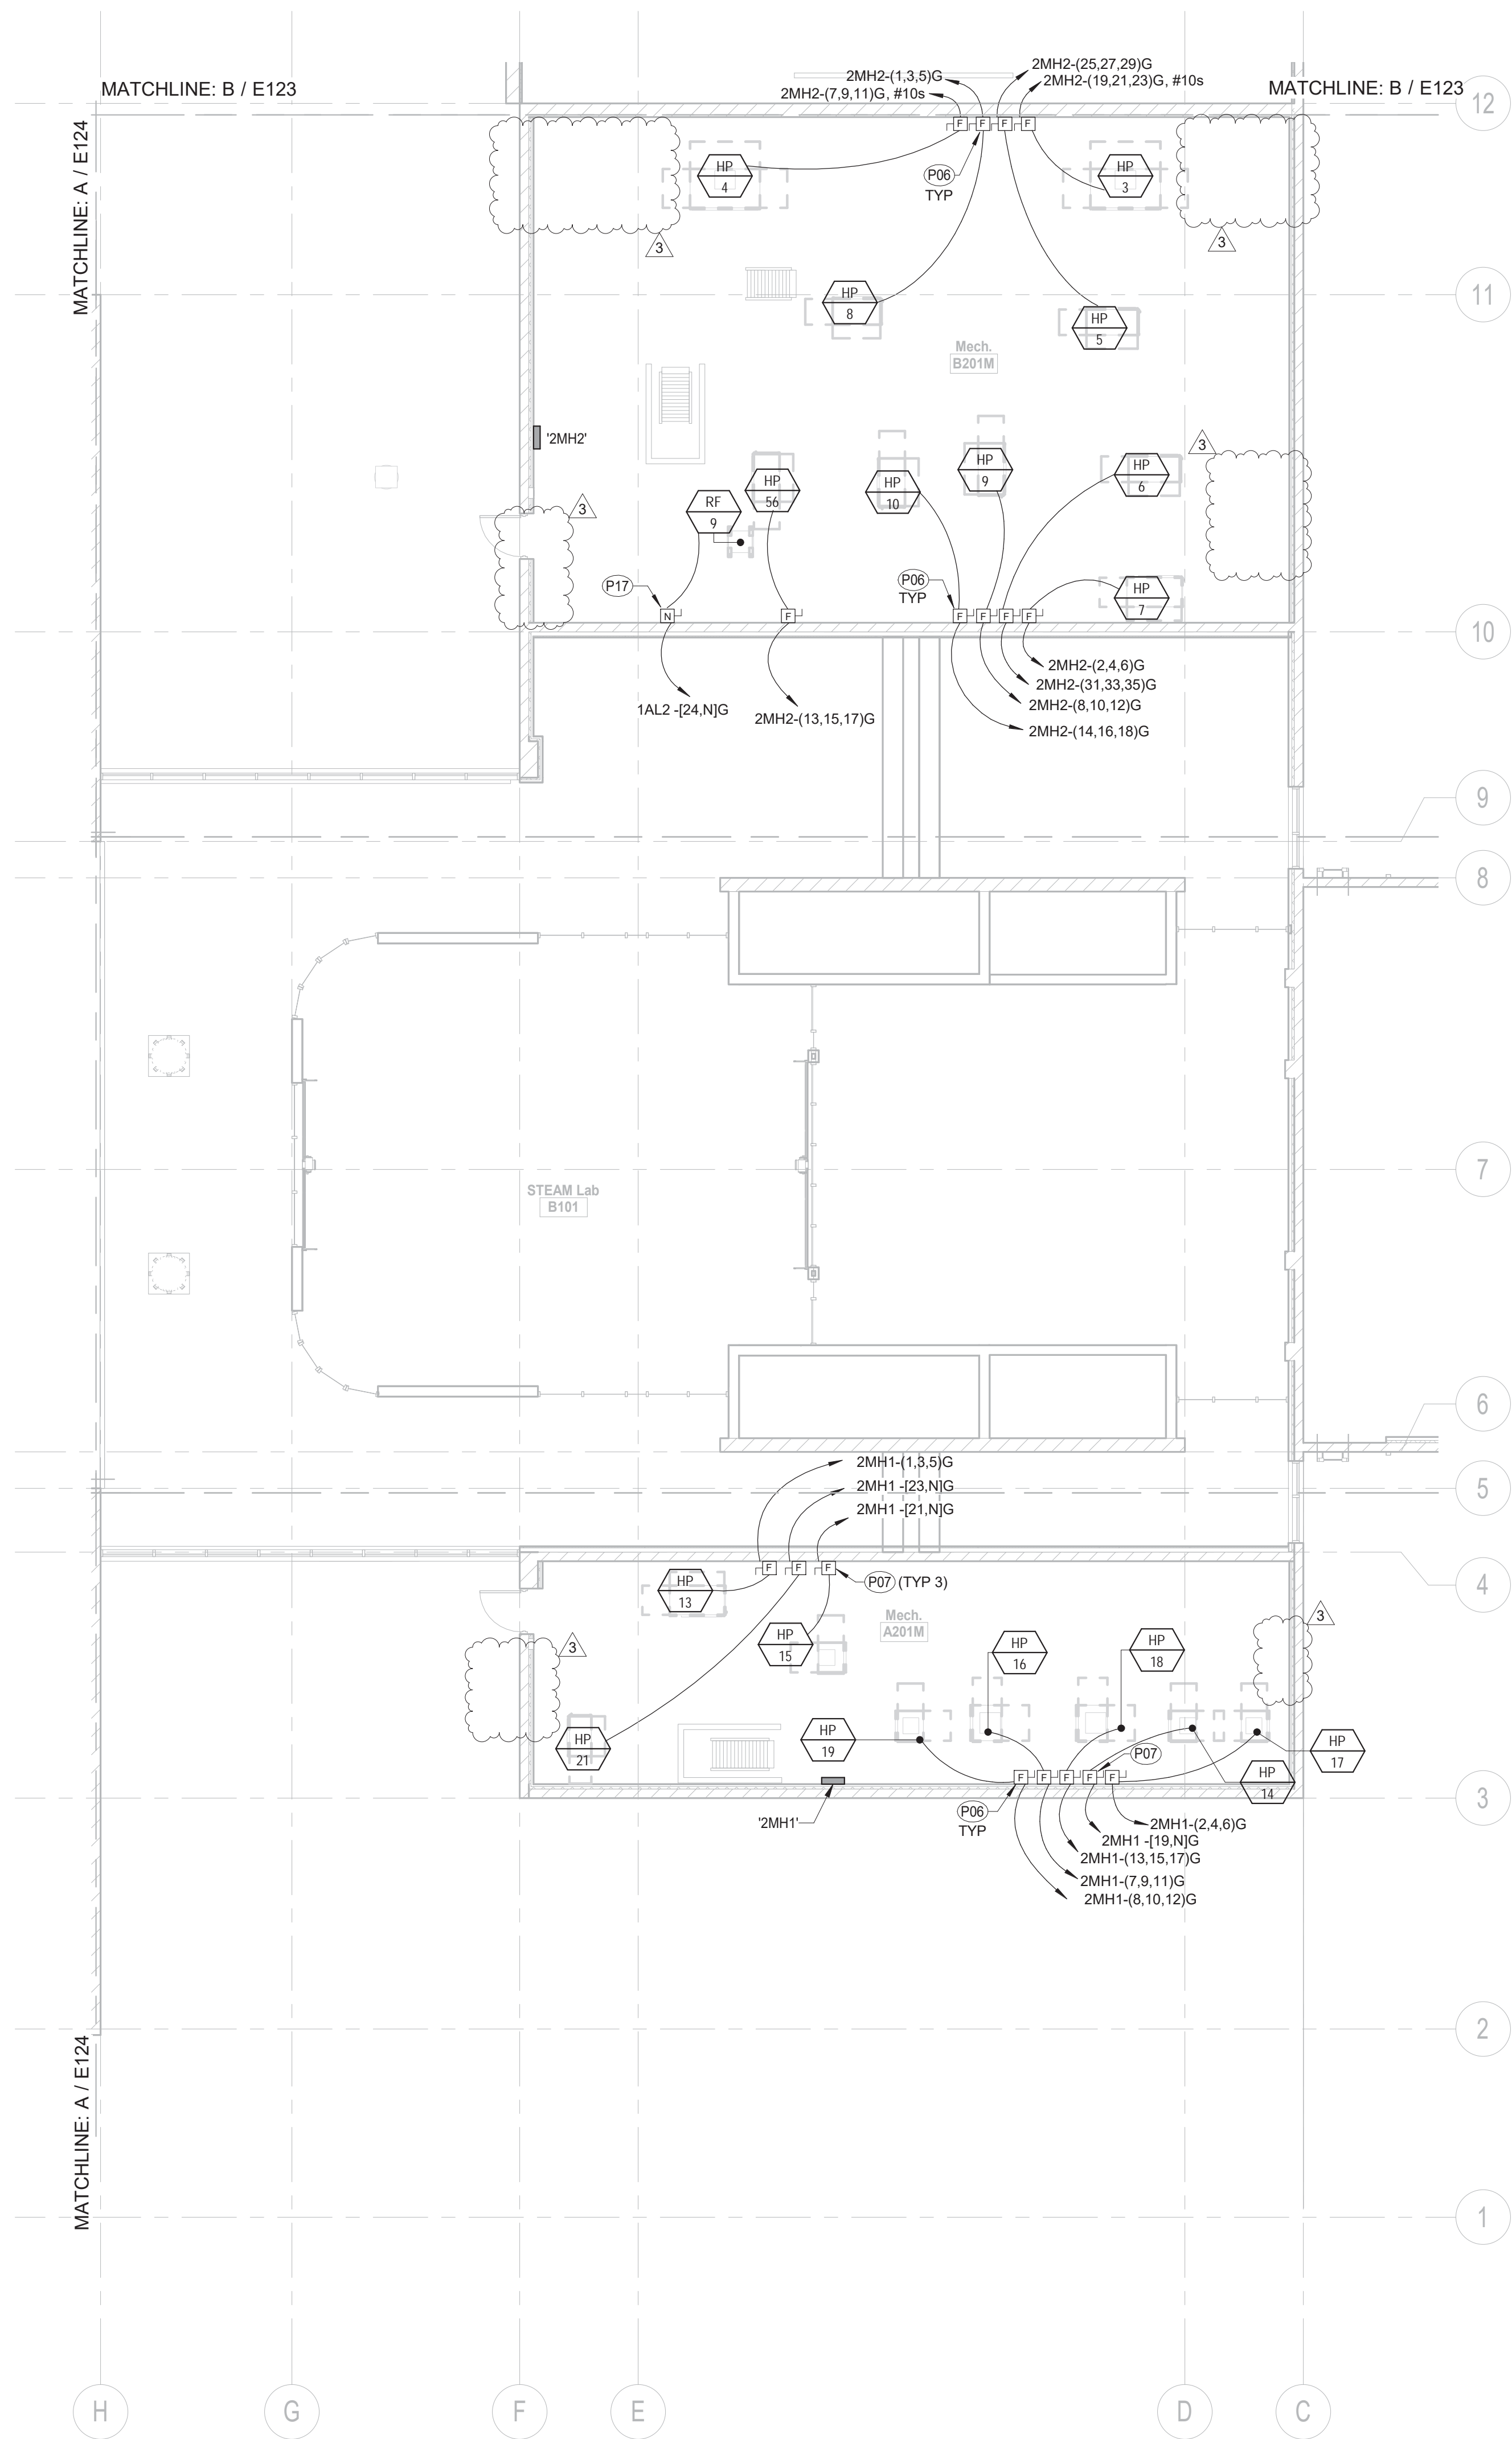 2MH2-(25,27,29)G
2MH2-(1,3,5)G
2MH2-(19,21,23)G, #10s
MATCHLINE: B / E123
2MH2-(7,9,11)G, #10s
MATCHLINE: B / E123
12
MATCHLINE: A / E124
F
F
F
F
HP
4
P06
TYP
HP
3
3
3
HP
8
11
HP
5
Mech.
B201M
'2MH2'
3
HP
9
HP
6
HP
56
HP
10
RF
9
3
P17
P06
TYP
HP
7
N
F
F
F
F
F
10
2MH2-(2,4,6)G
2MH2-(31,33,35)G
1AL2 -[24,N]G
2MH2-(13,15,17)G
2MH2-(8,10,12)G
2MH2-(14,16,18)G
9
8
7
STEAM Lab
B101
6
2MH1-(1,3,5)G
2MH1 -[23,N]G
5
2MH1 -[21,N]G
F
F
F
P07 (TYP 3)
HP
13
4
Mech.
A201M
3
HP
15
HP
16
HP
18
3
HP
21
HP
19
P07
HP
17
F
F
F
F
F
HP
14
P06
TYP
3
'2MH1'
2MH1-(2,4,6)G
2MH1 -[19,N]G
2MH1-(13,15,17)G
2MH1-(7,9,11)G
2MH1-(8,10,12)G
2
MATCHLINE: A / E124
1
H
G
F
E
D
C